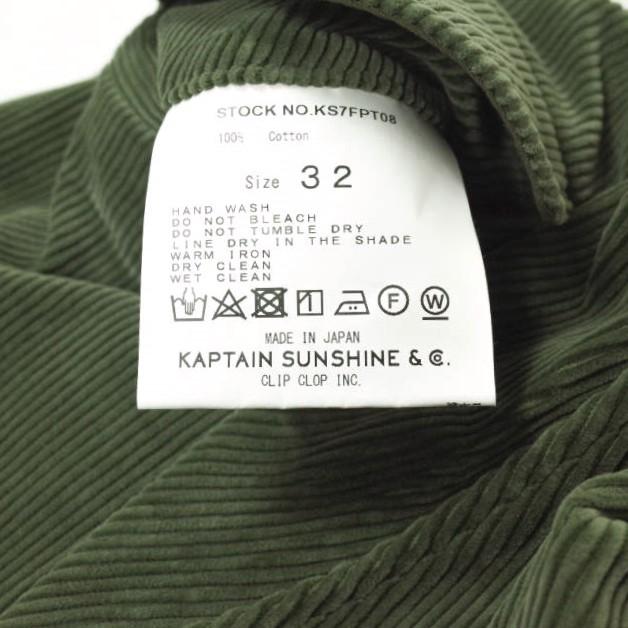 STOCK NO.KS7FPT08
100% Cotton
Size 32
HAND WASH
DO NOT BLEACH
DO NOT TUMBLE DRY
LINE DRY IN THE SHADE
WARM IRON
DRY CLEAN
WET CLEAN
F W
MADE IN JAPAN
KAPTAIN SUNSHINE & Co.
CLIP CLOP INC.